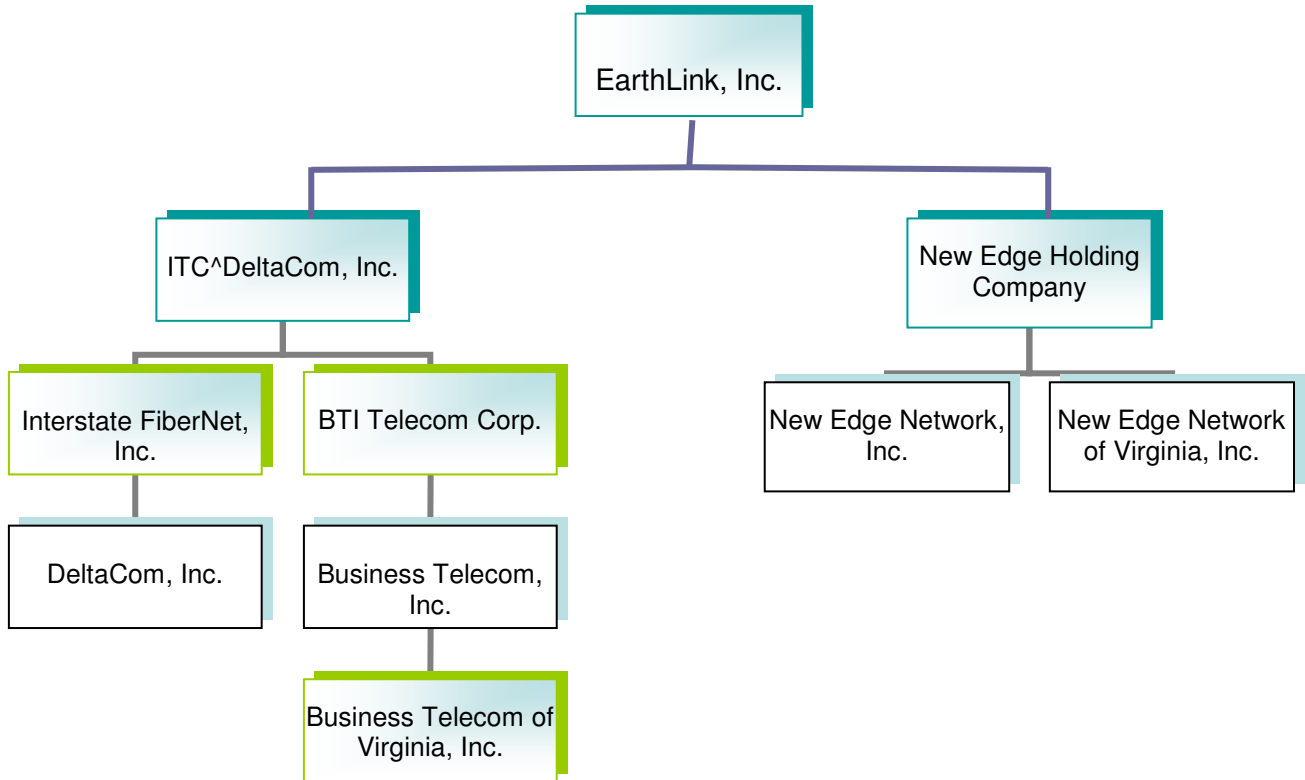 EarthLink, Inc.
ITC^DeltaCom, Inc.
New Edge Holding
Company
Interstate FiberNet,
Inc.
BTI Telecom Corp.
New Edge Network,
Inc.
New Edge Network
of Virginia, Inc.
DeltaCom, Inc.
Business Telecom,
Inc.
Business Telecom of
Virginia, Inc.